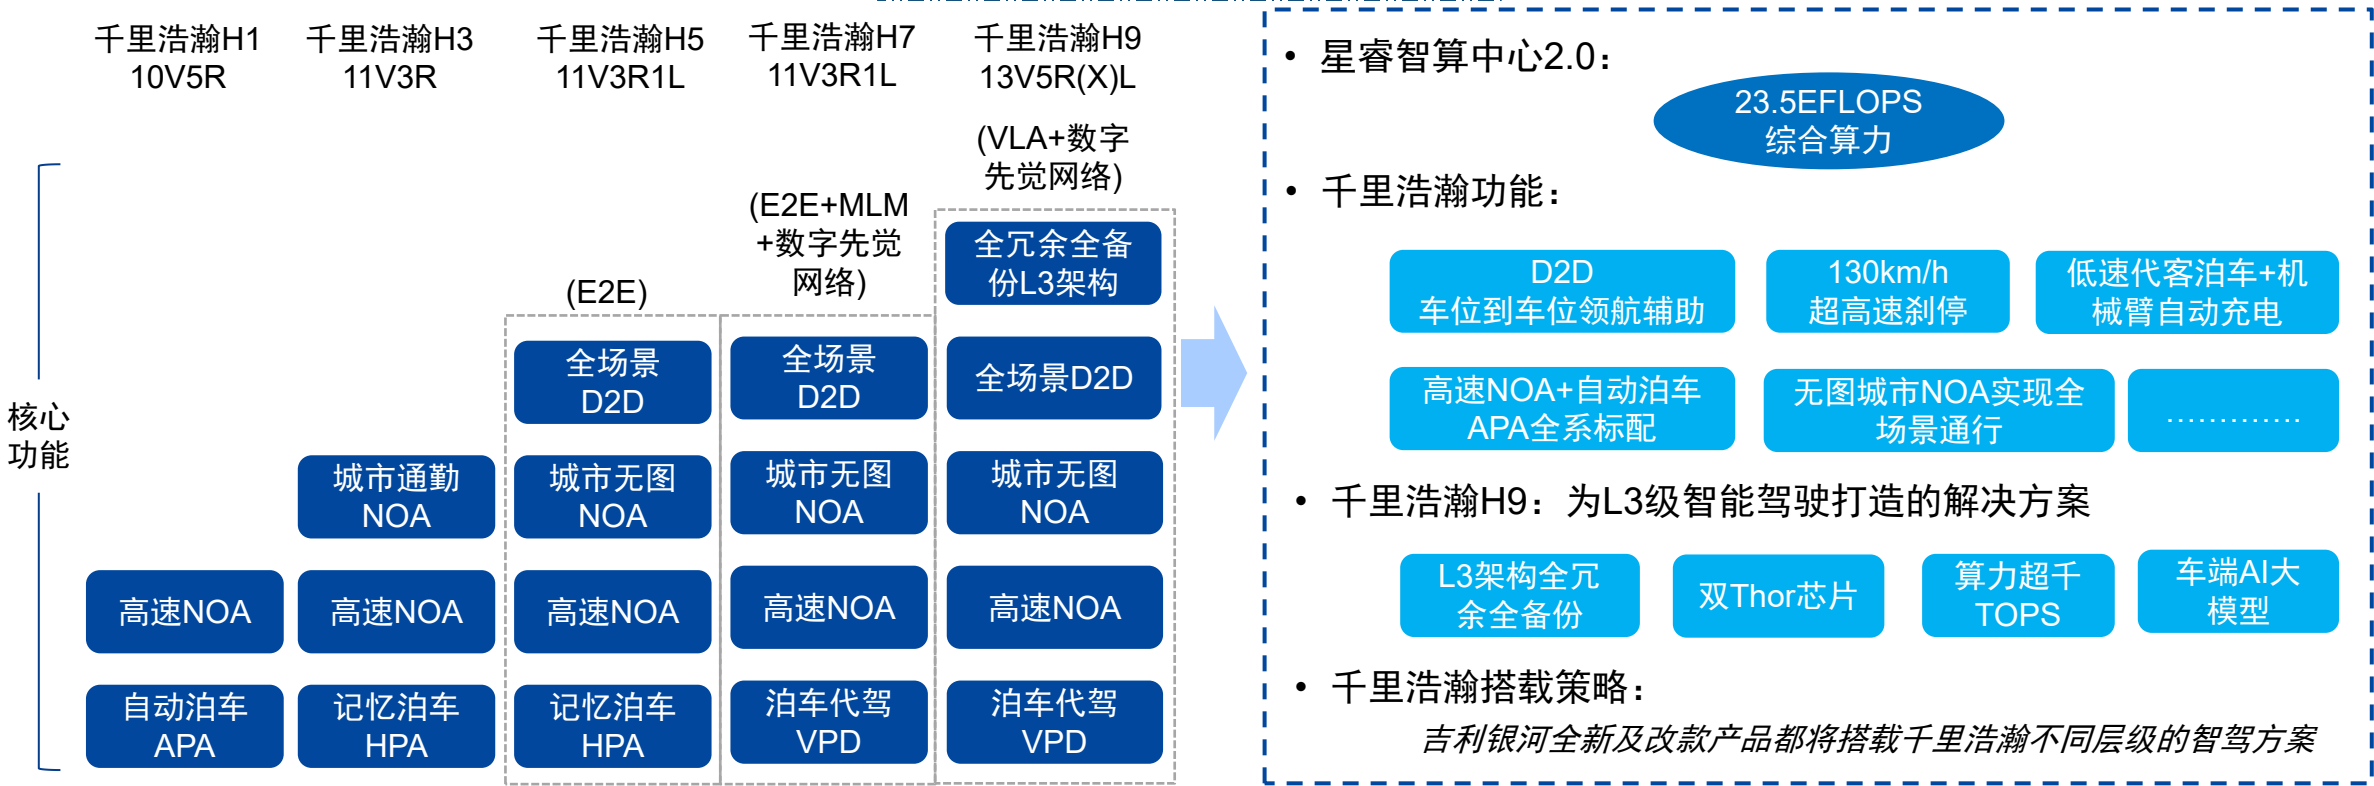 千里浩瀚H1
10V5R
千里浩瀚H3
11V3R
千里浩瀚H5
11V3R1L
千里浩瀚H7
11V3R1L
千里浩瀚H9
13V5R(X)L
核心
功能
高速NOA
自动泊车
APA
城市通勤
NOA
高速NOA
记忆泊车
HPA
(E2E)
全场景
D2D
城市无图
NOA
高速NOA
记忆泊车
HPA
(E2E+MLM
+数字先觉
网络)
全场景
D2D
城市无图
NOA
高速NOA
泊车代驾
VPD
(VLA+数字
先觉网络)
全冗余全备
份L3架构
全场景D2D
城市无图
NOA
高速NOA
泊车代驾
VPD
• 星睿智算中心2.0：
23.5EFLOPS
综合算力
• 千里浩瀚功能：
D2D
车位到车位领航辅助
130km/h
超高速刹停
低速代客泊车+机
械臂自动充电
高速NOA+自动泊车
APA全系标配
无图城市NOA实现全
场景通行
………….
• 千里浩瀚H9：为L3级智能驾驶打造的解决方案
L3架构全冗
余全备份
双Thor芯片
算力超千
TOPS
车端AI大
模型
• 千里浩瀚搭载策略：
吉利银河全新及改款产品都将搭载千里浩瀚不同层级的智驾方案